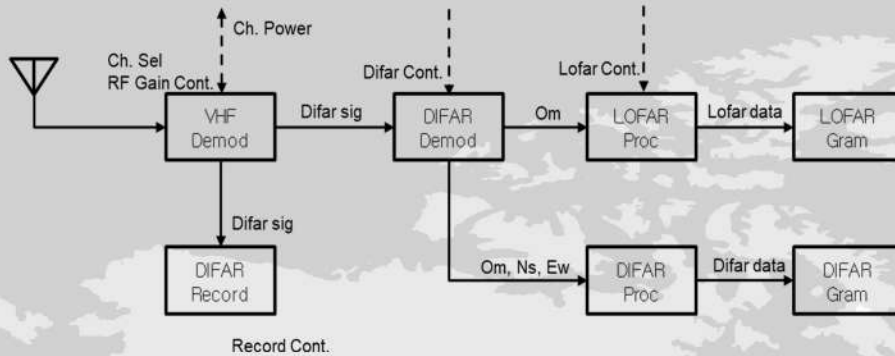 Ch. Power
Ch. Sel
RF Gain Cont.
Difar Cont.
Lofar Cont.
VHF
Demod
Difar sig
DIFAR
Demod
Om
LOFAR
Proc
Lofar data
LOFAR
Gram
Difar sig
DIFAR
Record
Om, Ns, Ew
DIFAR
Proc
Difar data
DIFAR
Gram
Record Cont.